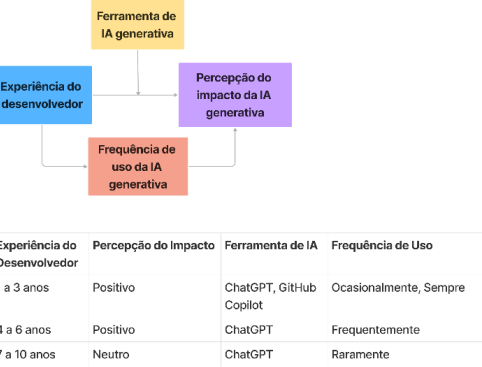 Ferramenta de
IA generativa
Experiência do
desenvolvedor
Percepção do
impacto da IA
generativa
Frequência de
uso da IA
generativa
Experiência do
Desenvolvedor
Percepção do Impacto
Ferramenta de IA
Frequência de Uso
a 3 anos
Positivo
ChatGPT, GitHub
Copilot
Ocasionalmente, Sempre
4 a 6 anos
Positivo
ChatGPT
Frequentemente
7 a 10 anos
Neutro
ChatGPT
Raramente